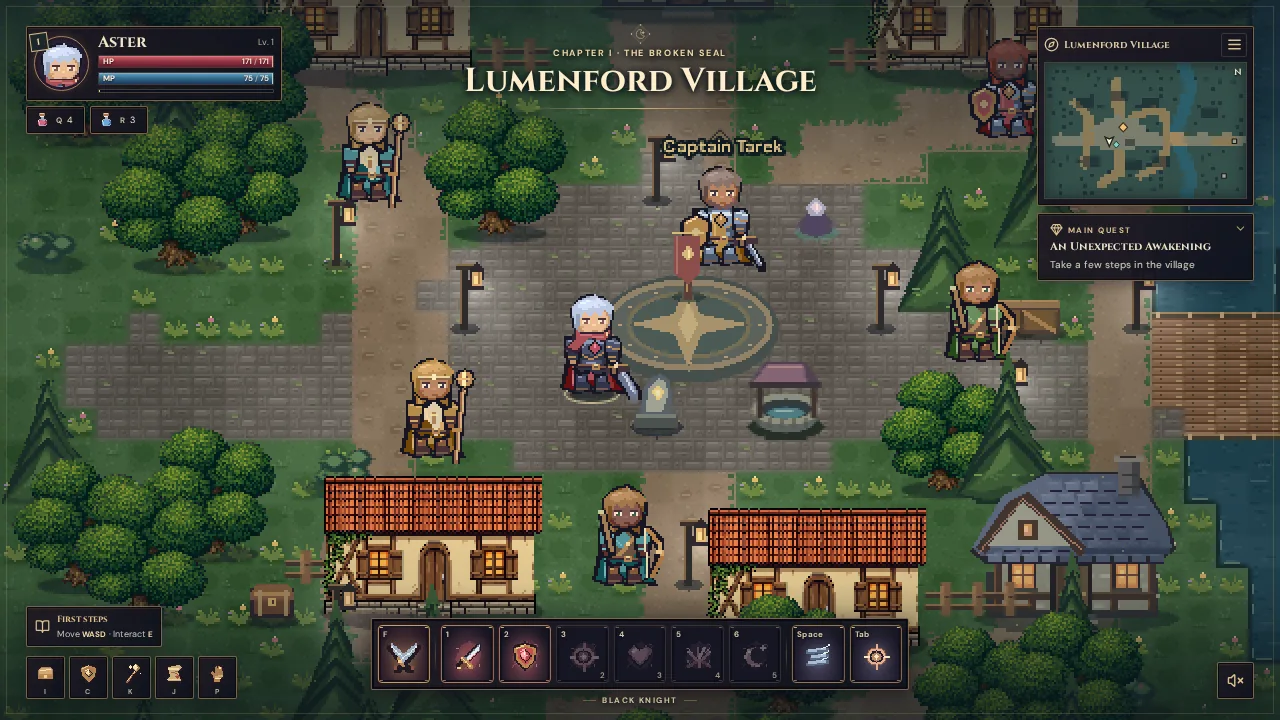 1
ASTER
Lv. 1
HP
171 / 171
MP
75 / 75
Q 4
R 3
CHAPTER I · THE BROKEN SEAL
LUMENFORD VILLAGE
Captain Tarek
LUMENFORD VILLAGE
N
MAIN QUEST
AN UNEXPECTED AWAKENING
Take a few steps in the village
FIRST STEPS
Move WASD · Interact E
I
C
K
J
P
F
1
2
3
2
4
3
5
4
6
5
Space
Tab
BLACK KNIGHT